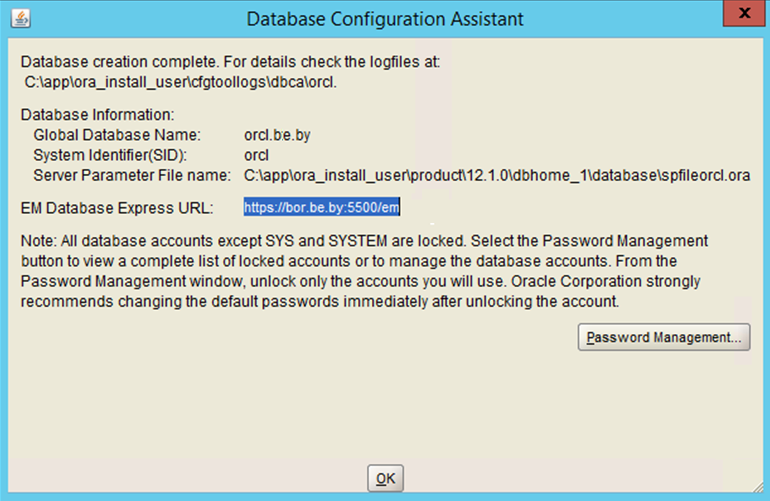 Database Configuration Assistant
x
Database creation complete. For details check the logfiles at:
C:\app\ora_install_user\cfgtoollogs\dbca\orcl.
Database Information:
Global Database Name: orcl.be.by
System Identifier(SID): orcl
Server Parameter File name: C:\app\ora_install_user\product\12.1.0\dbhome_1\database\spfileorcl.ora
EM Database Express URL: https://bor.be.by:5500/em
Note: All database accounts except SYS and SYSTEM are locked. Select the Password Management
button to view a complete list of locked accounts or to manage the database accounts. From the
Password Management window, unlock only the accounts you will use. Oracle Corporation strongly
recommends changing the default passwords immediately after unlocking the account.
Password Management...
OK